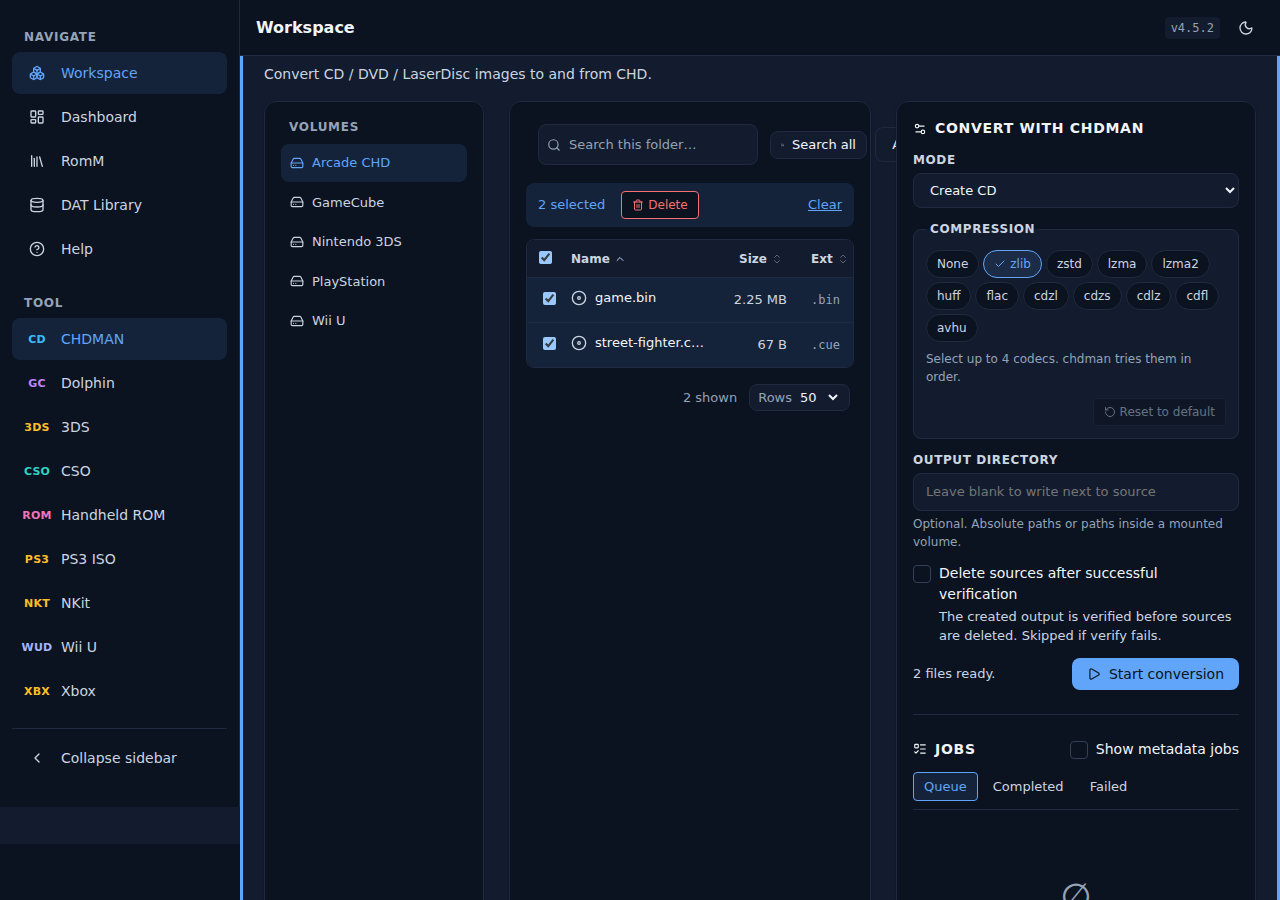 NAVIGATE
Workspace
Dashboard
RomM
DAT Library
Help
TOOL
CD CHDMAN
GC Dolphin
3DS 3DS
CSO CSO
ROM Handheld ROM
PS3 PS3 ISO
NKT NKit
WUD Wii U
XBX Xbox
Collapse sidebar
Workspace
v4.5.2
Convert CD / DVD / LaserDisc images to and from CHD.
VOLUMES
Arcade CHD
GameCube
Nintendo 3DS
PlayStation
Wii U
Search this folder…
Search all
2 selected
Delete
Clear
Name Size Ext
game.bin 2.25 MB .bin
street-fighter.c… 67 B .cue
2 shown Rows 50
CONVERT WITH CHDMAN
MODE
Create CD
COMPRESSION
None zlib zstd lzma lzma2
huff flac cdzl cdzs cdlz cdfl
avhu
Select up to 4 codecs. chdman tries them in
order.
Reset to default
OUTPUT DIRECTORY
Leave blank to write next to source
Optional. Absolute paths or paths inside a mounted
volume.
Delete sources after successful
verification
The created output is verified before sources
are deleted. Skipped if verify fails.
2 files ready.
Start conversion
JOBS
Show metadata jobs
Queue Completed Failed